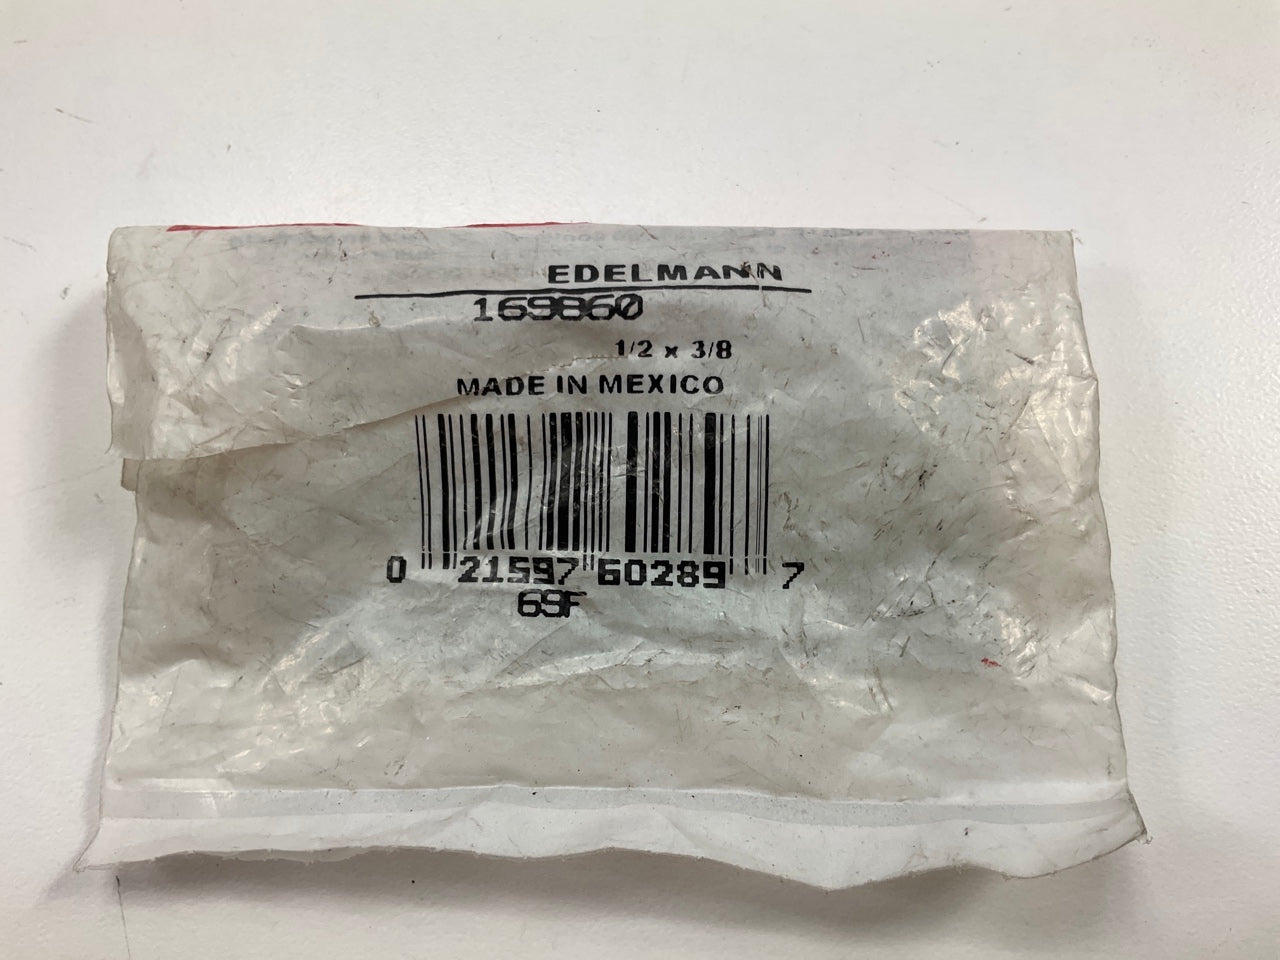 EDELMANN
169860
1/2 x 3/8
MADE IN MEXICO
0 21597 60289 7
69F